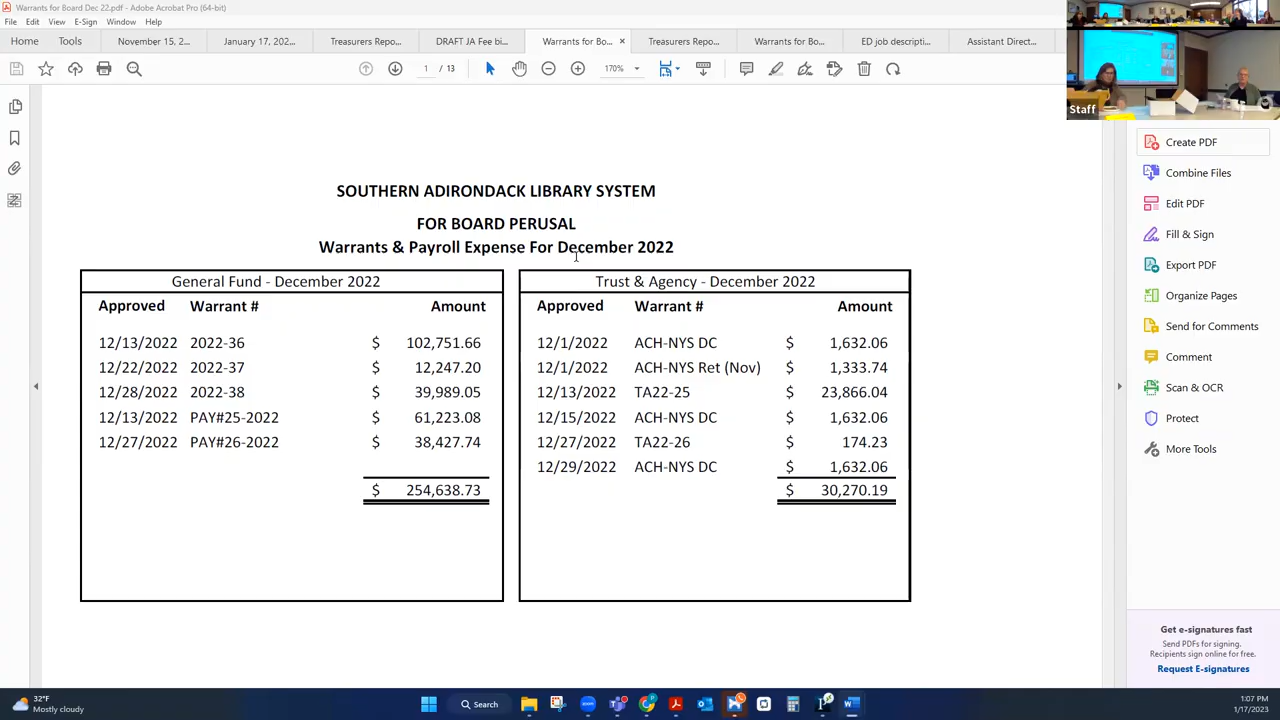 Warrants for Board Dec 22.pdf - Adobe Acrobat Pro (64-bit)
File Edit View E-Sign Window Help
Home Tools November 15, 2... January 17, 202... Treasurers Repo... e bi... Warrants for Bo... × Treasurers Repo... Warrants for Bo... ED job descripti... Assistant Direct...
/ 13 170%
Staff
SOUTHERN ADIRONDACK LIBRARY SYSTEM
FOR BOARD PERUSAL
Warrants & Payroll Expense For December 2022
General Fund - December 2022
Approved Warrant # Amount
12/13/2022 2022-36 $ 102,751.66
12/22/2022 2022-37 $ 12,247.20
12/28/2022 2022-38 $ 39,989.05
12/13/2022 PAY#25-2022 $ 61,223.08
12/27/2022 PAY#26-2022 $ 38,427.74
$ 254,638.73
Trust & Agency - December 2022
Approved Warrant # Amount
12/1/2022 ACH-NYS DC $ 1,632.06
12/1/2022 ACH-NYS Ret (Nov) $ 1,333.74
12/13/2022 TA22-25 $ 23,866.04
12/15/2022 ACH-NYS DC $ 1,632.06
12/27/2022 TA22-26 $ 174.23
12/29/2022 ACH-NYS DC $ 1,632.06
$ 30,270.19
Create PDF
Combine Files
Edit PDF
Fill & Sign
Export PDF
Organize Pages
Send for Comments
Comment
Scan & OCR
Protect
More Tools
Get e-signatures fast
Send PDFs for signing.
Recipients sign online for free.
Request E-signatures
32°F
Mostly cloudy
Search
1:07 PM
1/17/2023